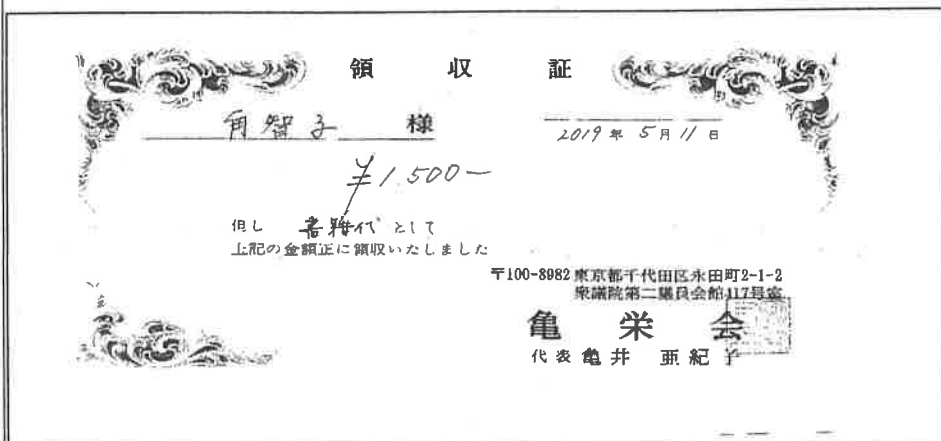 領 収 証
角智子 様
2019年 5月 11日
¥1,500-
但し 書籍代 として
上記の金額正に領収いたしました
〒100-8982 東京都千代田区永田町2-1-2
衆議院第二議員会館417号室
亀 栄 会
代表 亀井 亜紀子